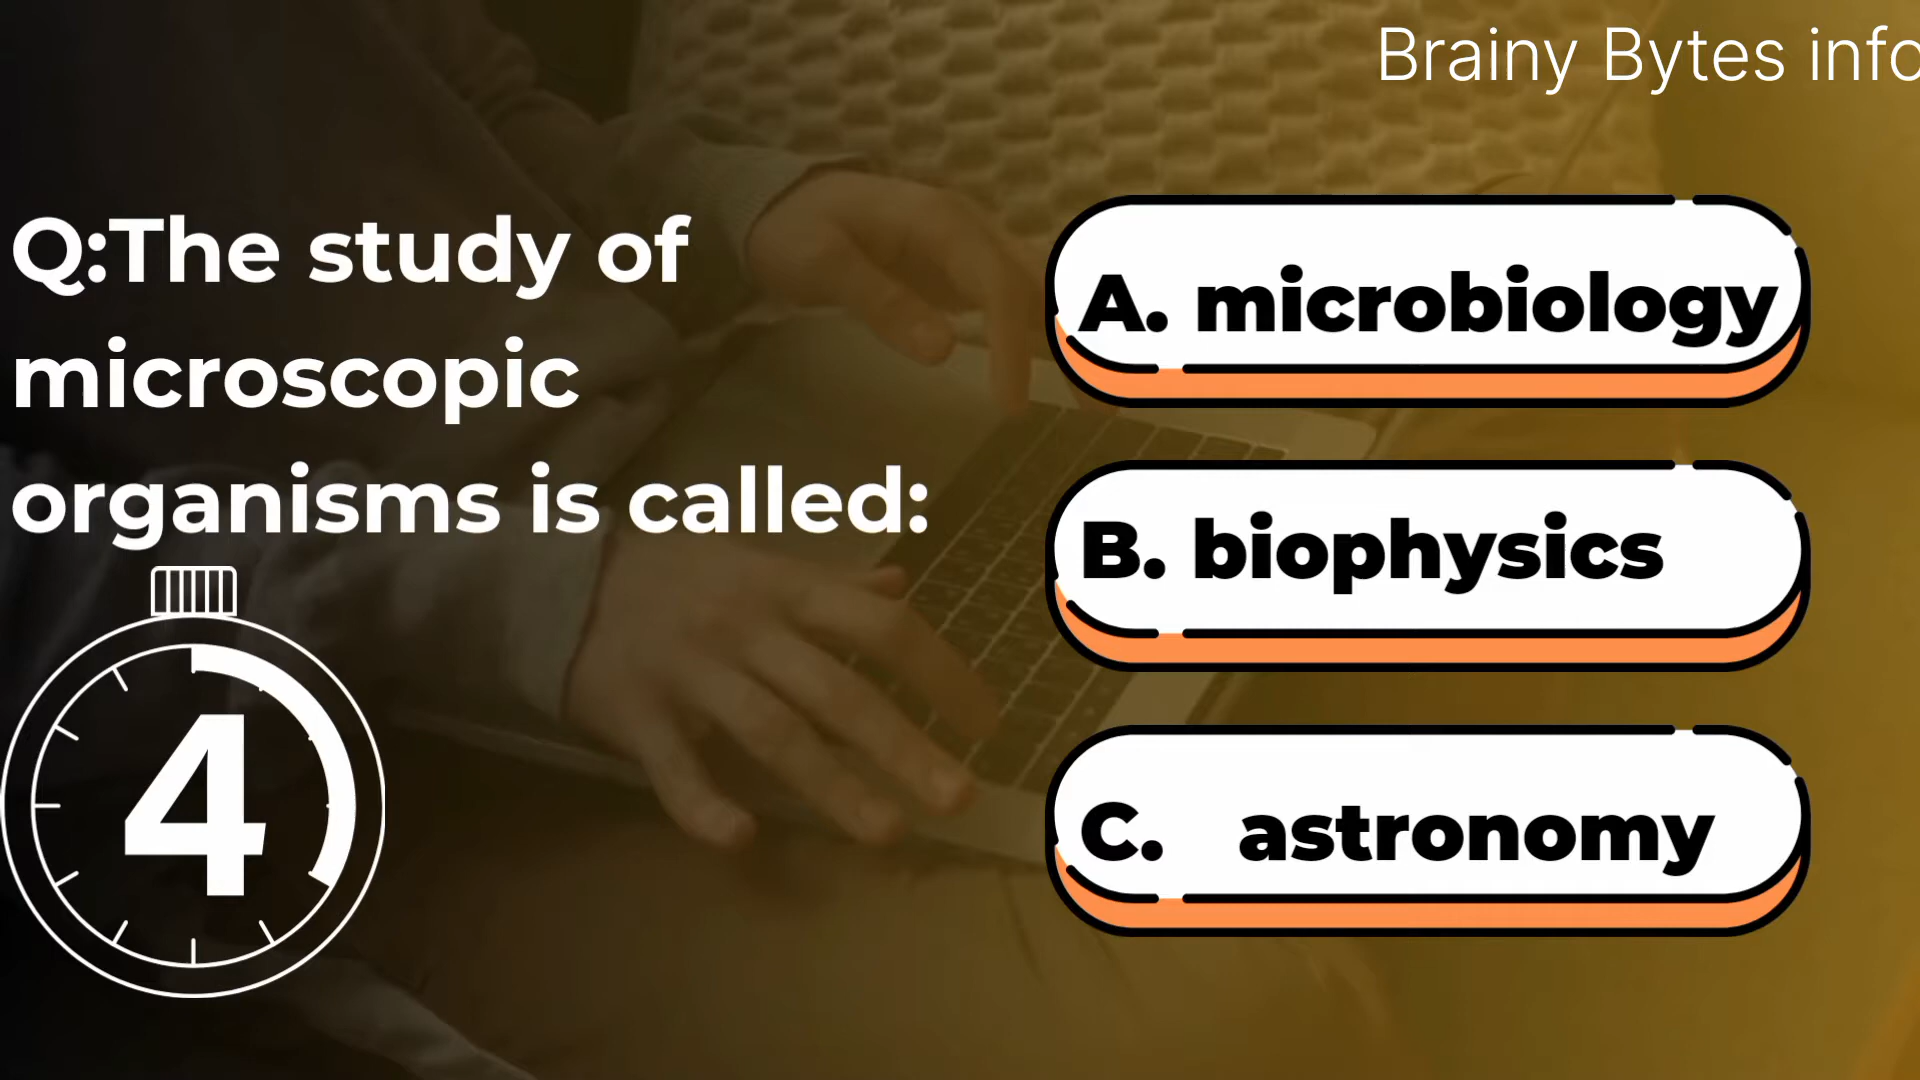 Brainy Bytes info
Q:The study of
microscopic
organisms is called:
4
A. microbiology
B. biophysics
C. astronomy